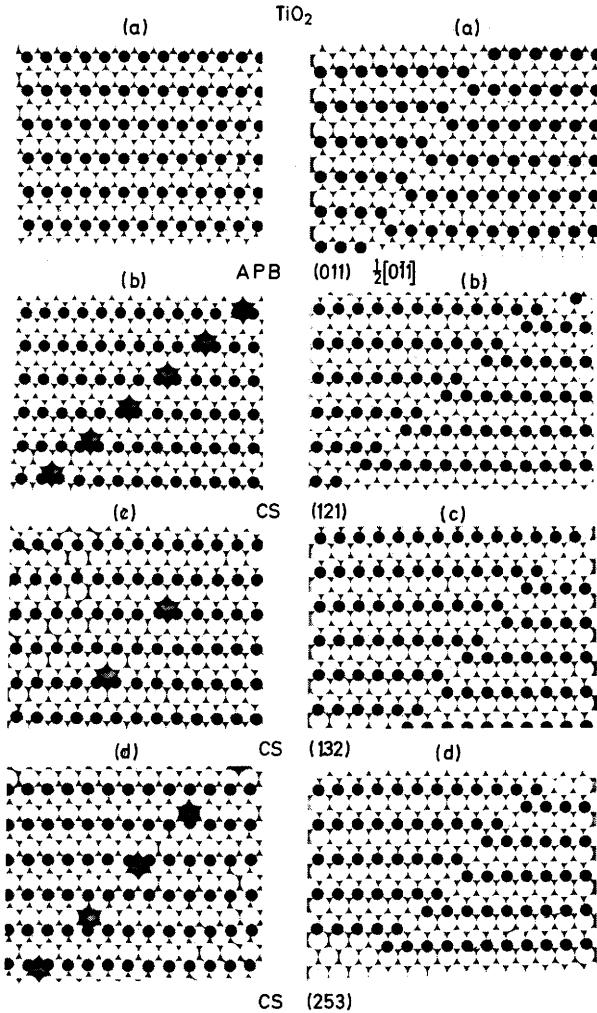 TiO₂
(a) (a)
(b) APB (011) ½[01̄1] (b)
(c) CS (121) (c)
(d) CS (132) (d)
CS (253)